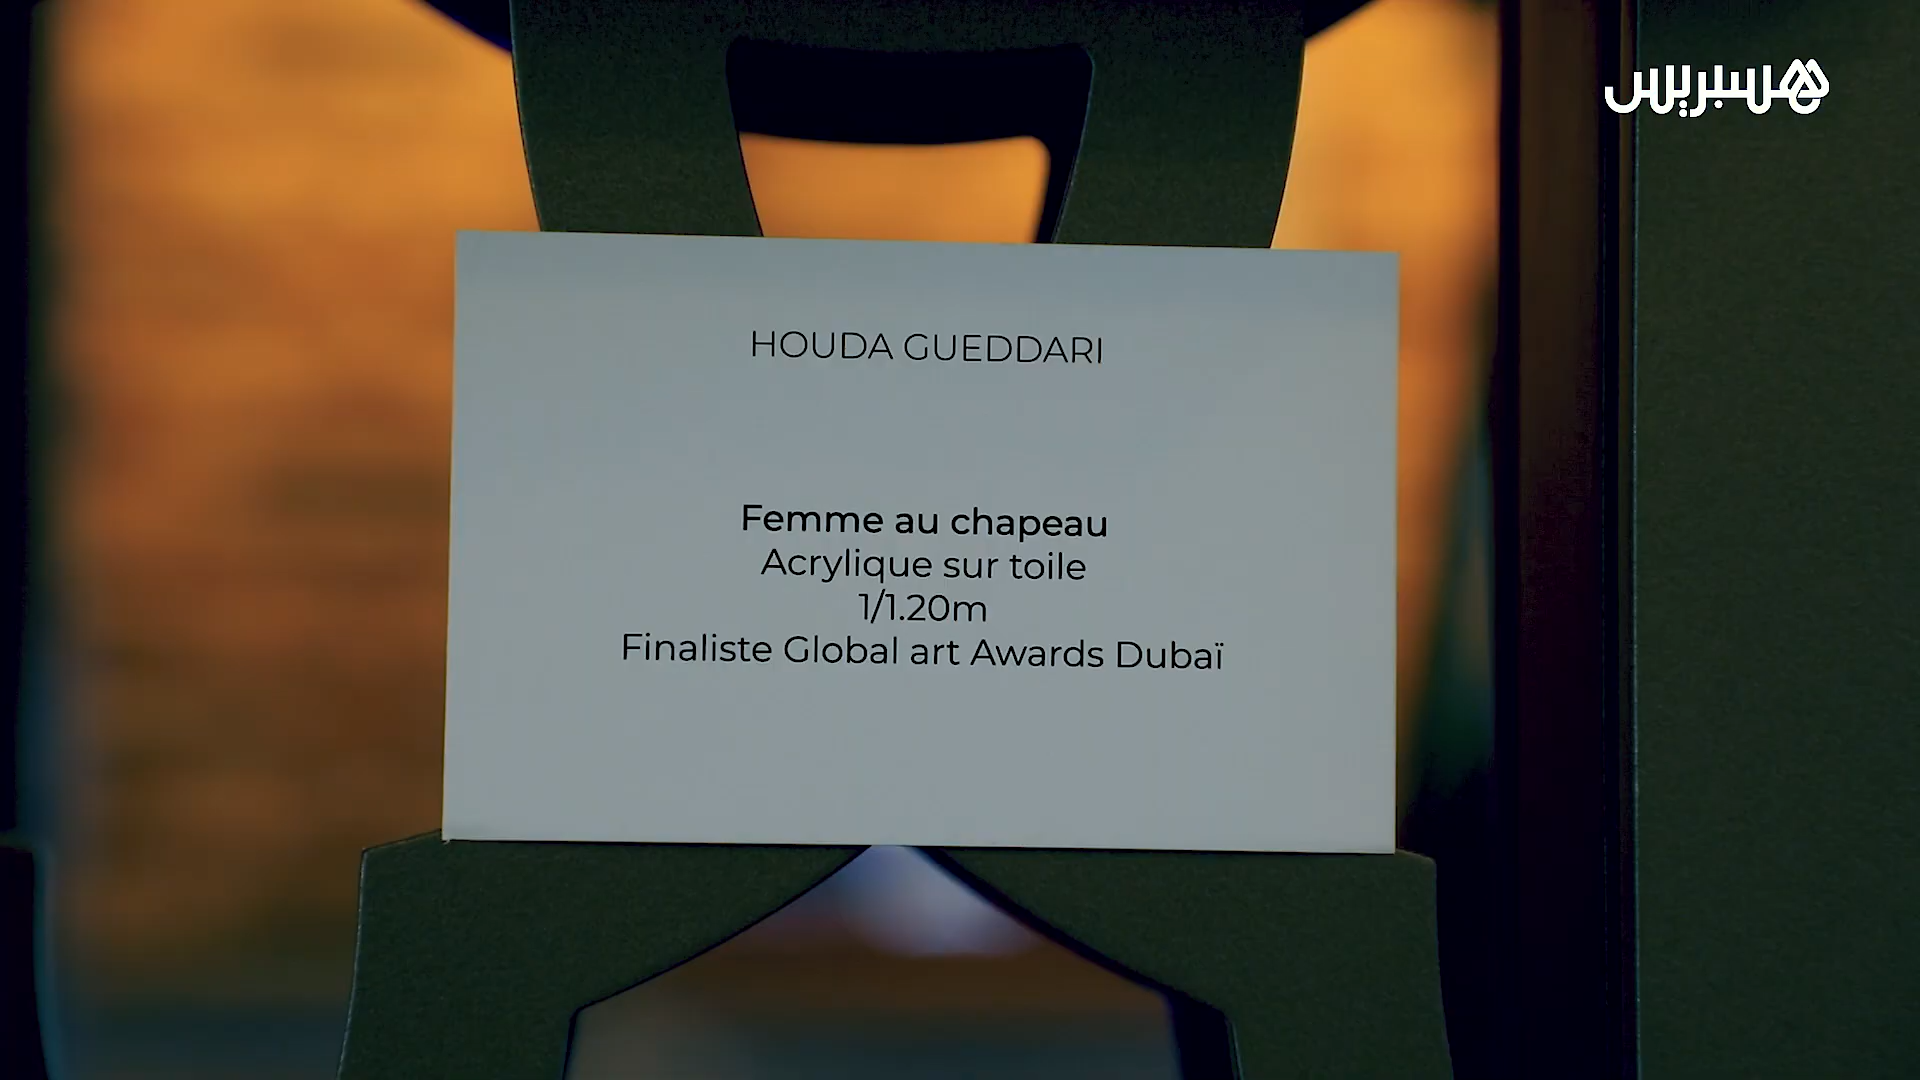 هسبريس
HOUDA GUEDDARI
Femme au chapeau
Acrylique sur toile
1/1.20m
Finaliste Global art Awards Dubaï